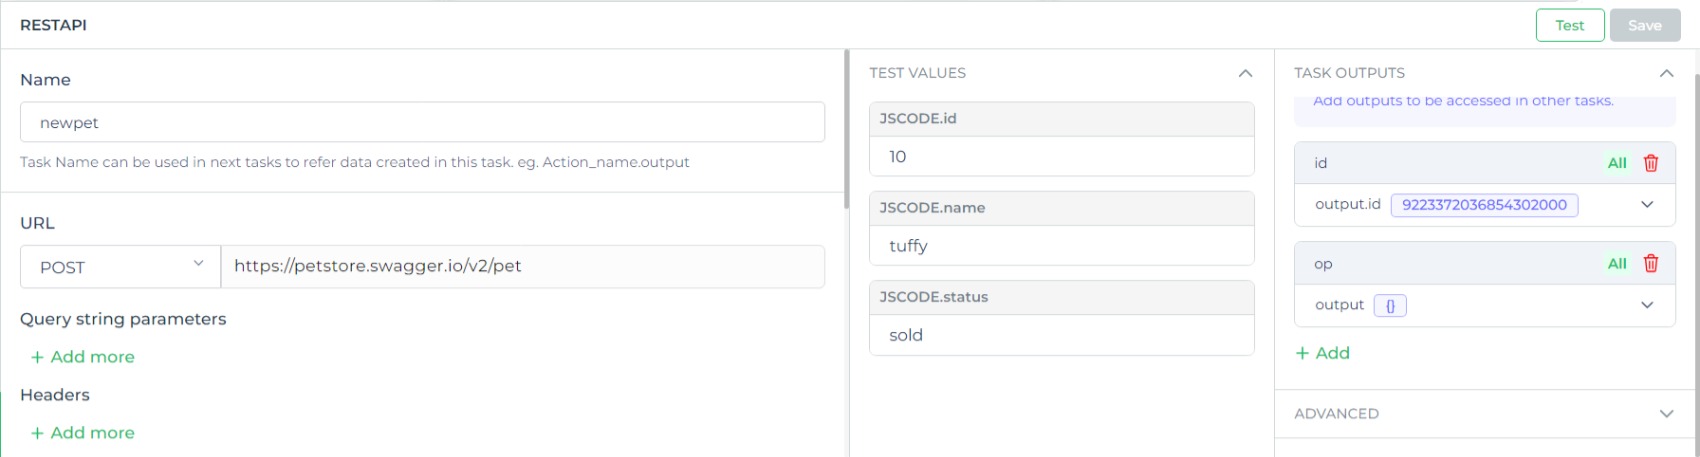 RESTAPI
Test
Save
Name
newpet
Task Name can be used in next tasks to refer data created in this task. eg. Action_name.output
URL
POST
https://petstore.swagger.io/v2/pet
Query string parameters
+ Add more
Headers
+ Add more
TEST VALUES
JSCODE.id
10
JSCODE.name
tuffy
JSCODE.status
sold
TASK OUTPUTS
Add outputs to be accessed in other tasks.
id All
output.id 9223372036854302000
op All
output {}
+ Add
ADVANCED